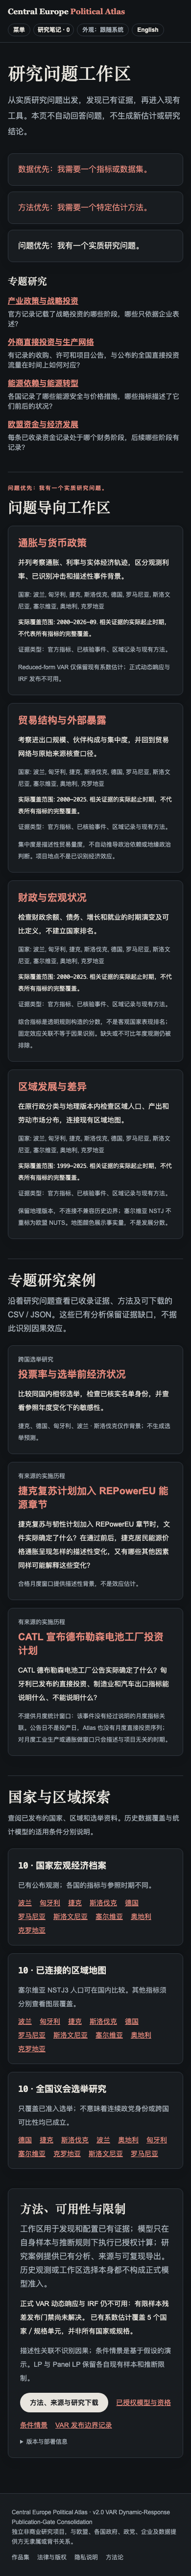 Central Europe Political Atlas
菜单
研究笔记 · 0
外观：跟随系统
English
研究问题工作区
从实质研究问题出发，发现已有证据，再进入现有工具。本页不自动回答问题，不生成新估计或研究结论。
数据优先：我需要一个指标或数据集。
方法优先：我需要一个特定估计方法。
问题优先：我有一个实质研究问题。
专题研究
产业政策与战略投资
官方记录记载了战略投资的哪些阶段，哪些只依据企业表述？
外商直接投资与生产网络
有记录的收购、许可和项目公告，与公布的全国直接投资流量在时间上如何对应？
能源依赖与能源转型
各国记录了哪些能源安全与价格措施，哪些指标描述了它们前后的状况？
欧盟资金与经济发展
每条已收录资金记录处于哪个财务阶段，后续哪些阶段有记录？
问题优先：我有一个实质研究问题。
问题导向工作区
通胀与货币政策
并列考察通胀、利率与实体经济轨迹，区分观测利率、已识别冲击和描述性事件背景。
国家: 波兰, 匈牙利, 捷克, 斯洛伐克, 德国, 罗马尼亚, 斯洛文尼亚, 塞尔维亚, 奥地利, 克罗地亚
实际覆盖范围: 2000–2026-09. 相关证据的实际起止时期，不代表所有指标的完整覆盖。
证据类型：官方指标、已核验事件、区域记录与现有方法。
Reduced-form VAR 仅保留现有系数估计；正式动态响应与 IRF 发布不可用。
贸易结构与外部暴露
考察进出口规模、伙伴构成与集中度，并回到贸易网络与原始来源核查口径。
国家: 波兰, 匈牙利, 捷克, 斯洛伐克, 德国, 罗马尼亚, 斯洛文尼亚, 塞尔维亚, 奥地利, 克罗地亚
实际覆盖范围: 2000–2025. 相关证据的实际起止时期，不代表所有指标的完整覆盖。
证据类型：官方指标、已核验事件、区域记录与现有方法。
集中度是描述性贸易度量，不自动推导政治依赖或地缘政治判断。项目地点不是已识别经济效应。
财政与宏观状况
检查财政余额、债务、增长和就业的时期演变及可比定义，不建立国家排名。
国家: 波兰, 匈牙利, 捷克, 斯洛伐克, 德国, 罗马尼亚, 斯洛文尼亚, 塞尔维亚, 奥地利, 克罗地亚
实际覆盖范围: 2000–2025. 相关证据的实际起止时期，不代表所有指标的完整覆盖。
证据类型：官方指标、已核验事件、区域记录与现有方法。
综合指标是透明规则构造的分数，不是客观国家表现排名；固定效应关联不等于因果识别。缺失或不可比年度规则仍被排除。
区域发展与差异
在原行政分类与地理版本内检查区域人口、产出和劳动市场分布，连接现有区域地图。
国家: 波兰, 匈牙利, 捷克, 斯洛伐克, 德国, 罗马尼亚, 斯洛文尼亚, 塞尔维亚, 奥地利, 克罗地亚
实际覆盖范围: 1999–2025. 相关证据的实际起止时期，不代表所有指标的完整覆盖。
证据类型：官方指标、已核验事件、区域记录与现有方法。
保留地理版本，不连接不兼容历史边界；塞尔维亚 NSTJ 不重标为欧盟 NUTS。地图颜色展示事实量，不是发展分数。
专题研究案例
沿着研究问题查看已收录证据、方法及可下载的 CSV / JSON。这些已有分析保留证据缺口，不据此识别因果效应。
跨国选举研究
投票率与选举前经济状况
比较同国内相邻选举，检查已核实名单身份，并查看参照年度变化下的敏感性。
捷克、德国、匈牙利、波兰 · 斯洛伐克仅作背景；不生成选举预测。
有来源的实施历程
捷克复苏计划加入 REPowerEU 能源章节
捷克复苏与韧性计划加入 REPowerEU 章节时，文件实际确定了什么？在通过前后，捷克居民能源价格通胀呈现怎样的描述性变化，又有哪些其他因素同样可能解释这些变化？
合格月度窗口提供描述性背景，不是效应估计。
有来源的实施历程
CATL 宣布德布勒森电池工厂投资计划
CATL 德布勒森电池工厂公告实际确定了什么？匈牙利已发布的直接投资、制造业和汽车出口指标能说明什么、不能说明什么？
不提供月度统计窗口：该事件没有经过说明的月度指标关联。公告日不是投产日，Atlas 也没有月度直接投资序列；对月度工业生产或通胀做窗口只会描述与项目无关的时期。
国家与区域探索
查阅已发布的国家、区域和选举资料。历史数据覆盖与统计模型的适用条件分别说明。
10 · 国家宏观经济档案
已有公布观测；各国的指标与参照时期不同。
波兰 匈牙利 捷克 斯洛伐克 德国
罗马尼亚 斯洛文尼亚 塞尔维亚 奥地利
克罗地亚
10 · 已连接的区域地图
塞尔维亚 NSTJ3 人口可在国内比较。其他指标须分别查看图层覆盖。
波兰 匈牙利 捷克 斯洛伐克 德国
罗马尼亚 斯洛文尼亚 塞尔维亚 奥地利
克罗地亚
10 · 全国议会选举研究
只覆盖已准入选举；不意味着连续政党身份或跨国可比性均已成立。
德国 捷克 斯洛伐克 波兰 奥地利 匈牙利
塞尔维亚 克罗地亚 斯洛文尼亚 罗马尼亚
方法、可用性与限制
工作区用于发现和配置已有证据；模型只在自身样本与推断规则下执行已授权计算；研究案例提供已有分析、来源与可复现导出。历史观测或工作区选择本身都不构成正式模型准入。
正式 VAR 动态响应与 IRF 仍不可用：有限样本残差发布门禁尚未解决。 已有系数估计覆盖 5 个国家 / 规格单元，并非所有国家或规格。
描述性关联不识别因果；条件情景是基于假设的演示。LP 与 Panel LP 保留各自现有样本和推断限制。
方法、来源与研究下载
已授权模型与资格
条件情景
VAR 发布边界记录
▸ 版本与部署信息
Central Europe Political Atlas · v2.0 VAR Dynamic-Response Publication-Gate Consolidation
独立非商业研究项目，与欧盟、各国政府、政党、企业及数据提供方无隶属或背书关系。
作品集 法律与版权 隐私说明 方法论